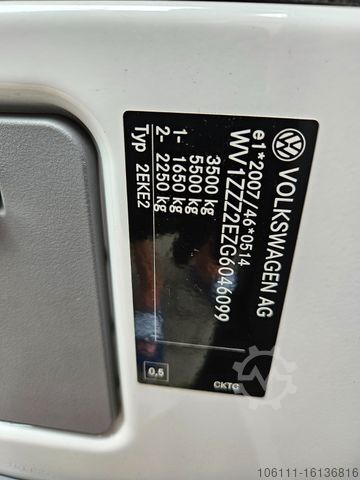 VOLKSWAGEN AG
e1*2007/46*0514
WV1ZZZ2EZG6046099
3500 kg
5500 kg
1- 1650 kg
2- 2250 kg
Typ 2EKE2
0,5
CKTC
106111-16136816